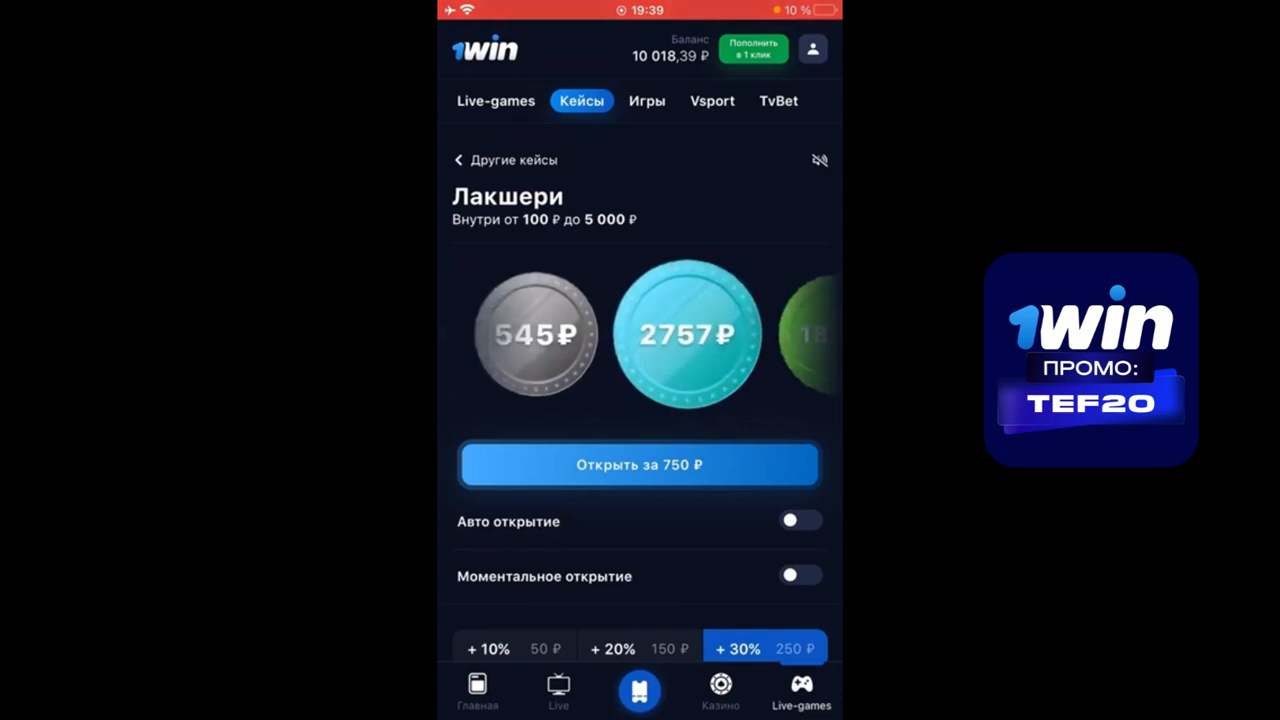 19:39
10 %
1win
Баланс
10 018,39 ₽
Пополнить
в 1 клик
Live-games
Кейсы
Игры
Vsport
TvBet
Другие кейсы
Лакшери
Внутри от 100 ₽ до 5 000 ₽
545₽
2757₽
18
Открыть за 750 ₽
Авто открытие
Моментальное открытие
+ 10% 50 ₽
+ 20% 150 ₽
+ 30% 250 ₽
Главная
Live
Казино
Live-games
1win
ПРОМО:
TEF20